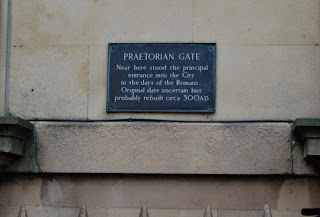 PRAETORIAN GATE
Near here stood the principal
entrance into the City
in the days of the Romans.
Original date uncertain but
probably rebuilt circa 300A.D